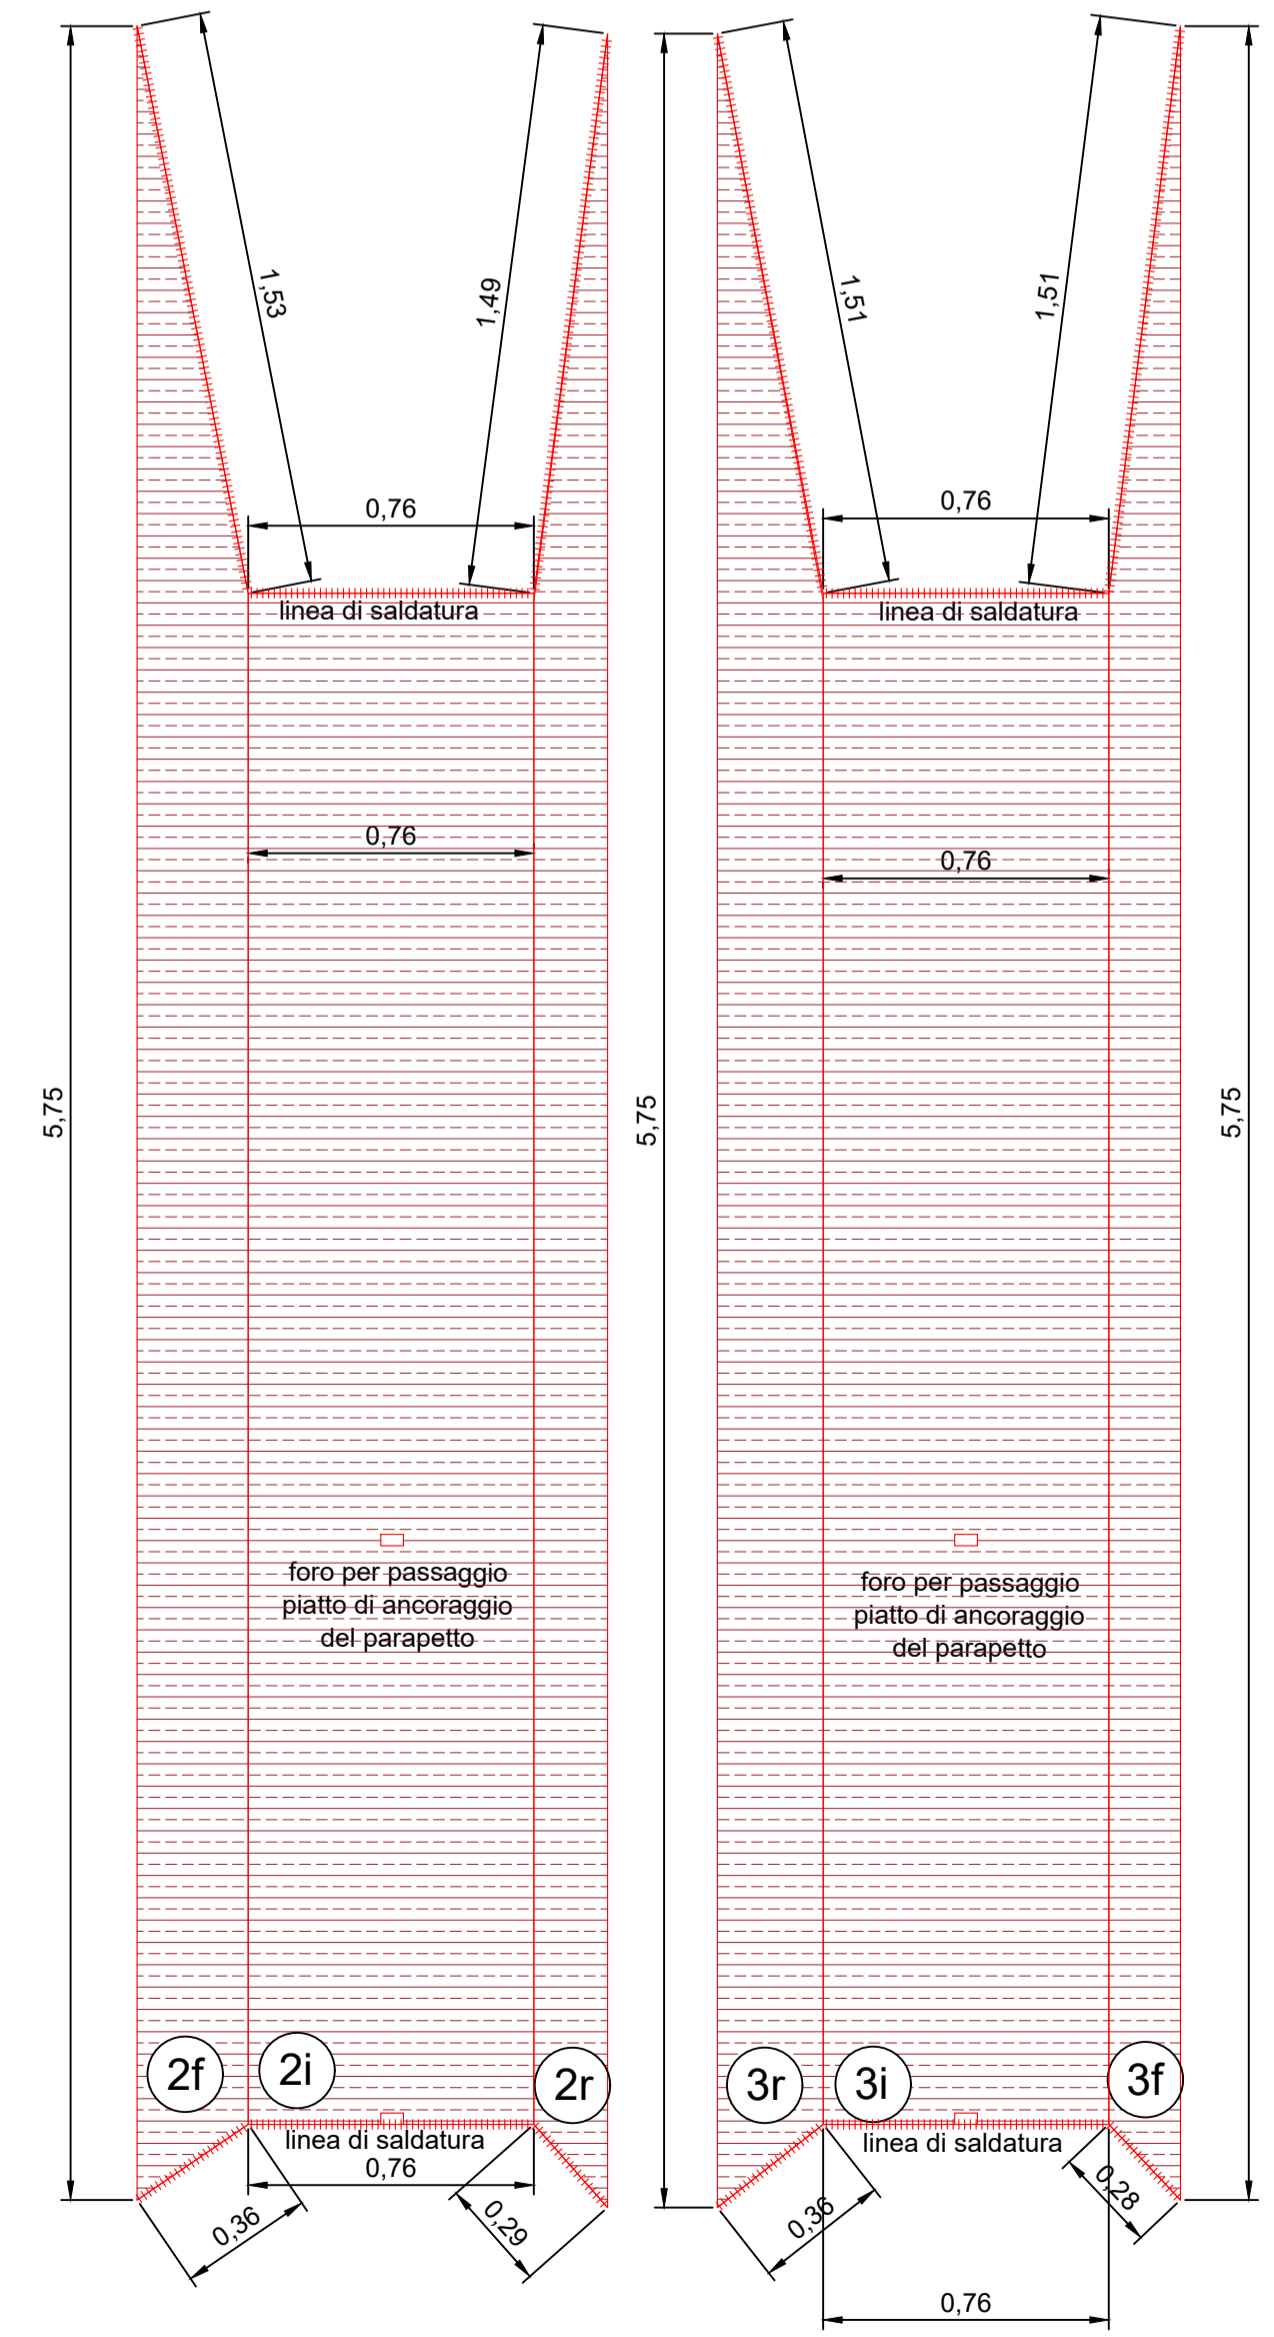 1,53
1,49
1,51
1,51
0,76
0,76
linea di saldatura
linea di saldatura
0,76
0,76
5,75
5,75
5,75
foro per passaggio
piatto di ancoraggio
del parapetto
foro per passaggio
piatto di ancoraggio
del parapetto
2f
2i
2r
3r
3i
3f
linea di saldatura
linea di saldatura
0,76
0,36
0,29
0,36
0,28
0,76